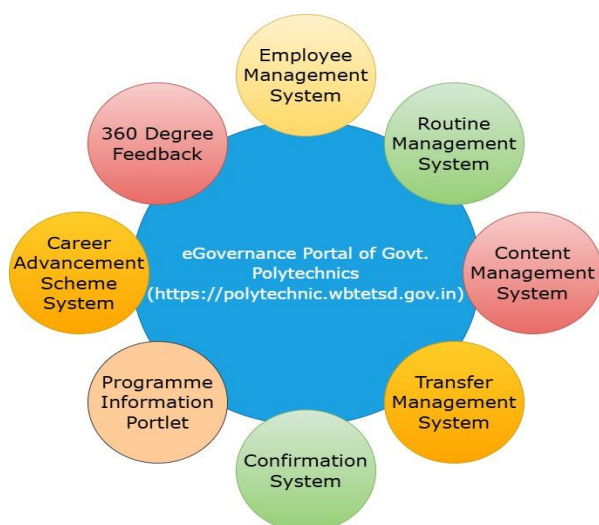 Employee
Management
System
Routine
Management
System
Content
Management
System
Transfer
Management
System
Confirmation
System
Programme
Information
Portlet
Career
Advancement
Scheme
System
360 Degree
Feedback
eGovernance Portal of Govt.
Polytechnics
(https://polytechnic.wbtetsd.gov.in)